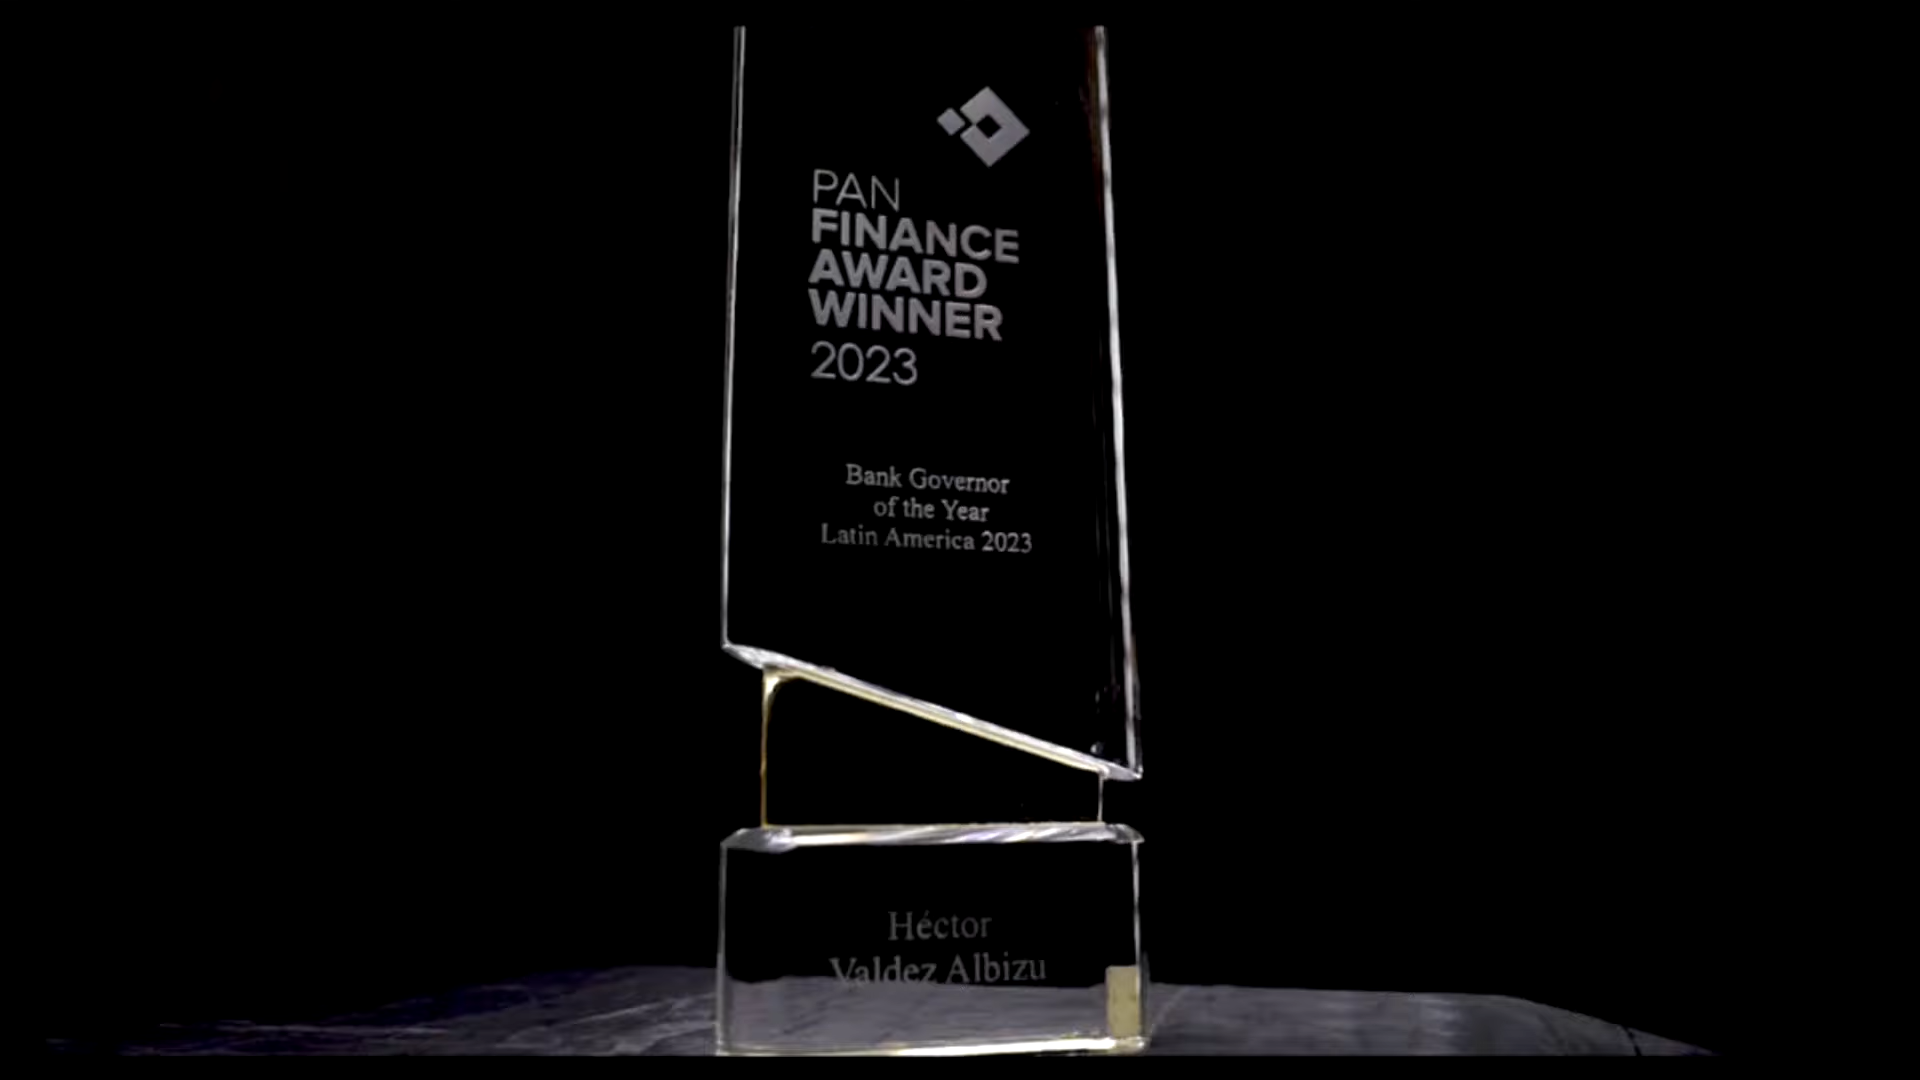 PAN
FINANCE
AWARD
WINNER
2023
Bank Governor
of the Year
Latin America 2023
Héctor
Valdez Albizu